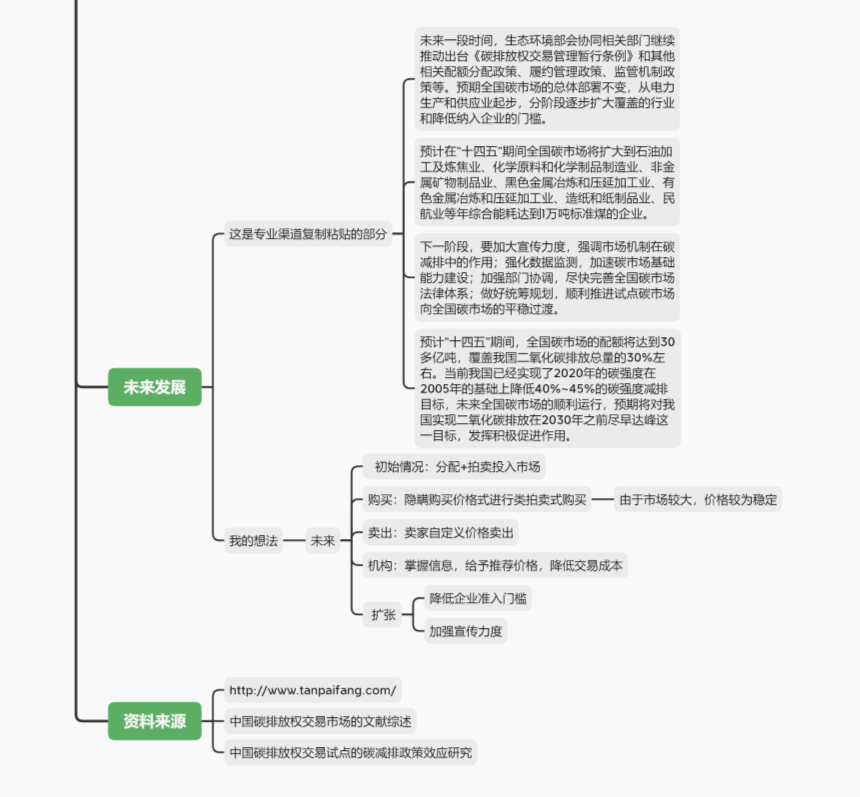 未来一段时间，生态环境部会协同相关部门继续
推动出台《碳排放权交易管理暂行条例》和其他
相关配额分配政策、履约管理政策、监管机制政
策等。预期全国碳市场的总体部署不变，从电力
生产和供应业起步，分阶段逐步扩大覆盖的行业
和降低纳入企业的门槛。
预计在“十四五”期间全国碳市场将扩大到石油加
工及炼焦业、化学原料和化学制品制造业、非金
属矿物制品业、黑色金属冶炼和压延加工业、有
色金属冶炼和压延加工业、造纸和纸制品业、民
航业等年综合能耗达到1万吨标准煤的企业。
这是专业渠道复制粘贴的部分
下一阶段，要加大宣传力度，强调市场机制在碳
减排中的作用；强化数据监测，加速碳市场基础
能力建设；加强部门协调，尽快完善全国碳市场
法律体系；做好统筹规划，顺利推进试点碳市场
向全国碳市场的平稳过渡。
预计“十四五”期间，全国碳市场的配额将达到30
多亿吨，覆盖我国二氧化碳排放总量的30%左
右。当前我国已经实现了2020年的碳强度在
2005年的基础上降低40%~45%的碳强度减排
目标，未来全国碳市场的顺利运行，预期将对我
国实现二氧化碳排放在2030年之前尽早达峰这
一目标，发挥积极促进作用。
未来发展
初始情况：分配+拍卖投入市场
购买：隐瞒购买价格式进行类拍卖式购买
由于市场较大，价格较为稳定
卖出：卖家自定义价格卖出
我的想法
未来
机构：掌握信息，给予推荐价格，降低交易成本
扩张
降低企业准入门槛
加强宣传力度
资料来源
http://www.tanpaifang.com/
中国碳排放权交易市场的文献综述
中国碳排放权交易试点的碳减排政策效应研究